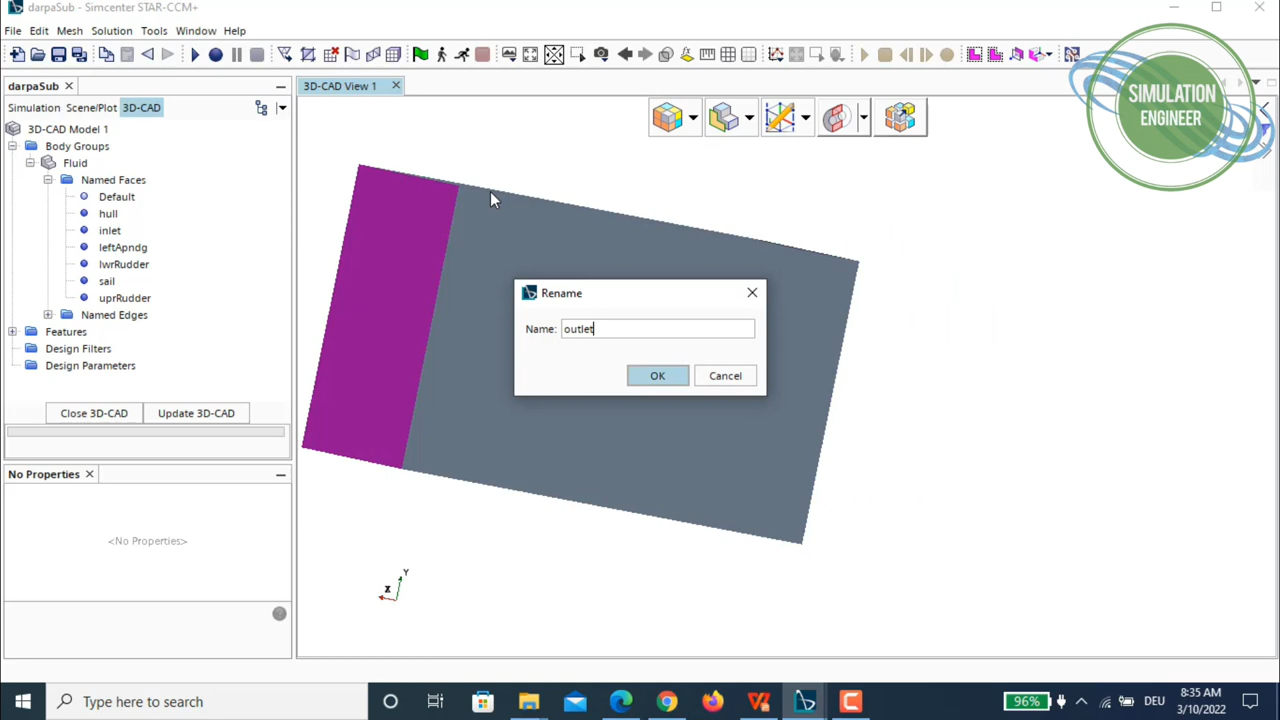 darpaSub - Simcenter STAR-CCM+
File Edit Mesh Solution Tools Window Help
darpaSub
3D-CAD View 1
Simulation Scene/Plot 3D-CAD
3D-CAD Model 1
Body Groups
Fluid
Named Faces
Default
hull
inlet
leftApndg
lwrRudder
sail
uprRudder
Named Edges
Features
Design Filters
Design Parameters
Close 3D-CAD Update 3D-CAD
No Properties
<No Properties>
Rename
Name: outlet
OK Cancel
SIMULATION
ENGINEER
Y
X
Type here to search
96%
DEU
8:35 AM
3/10/2022